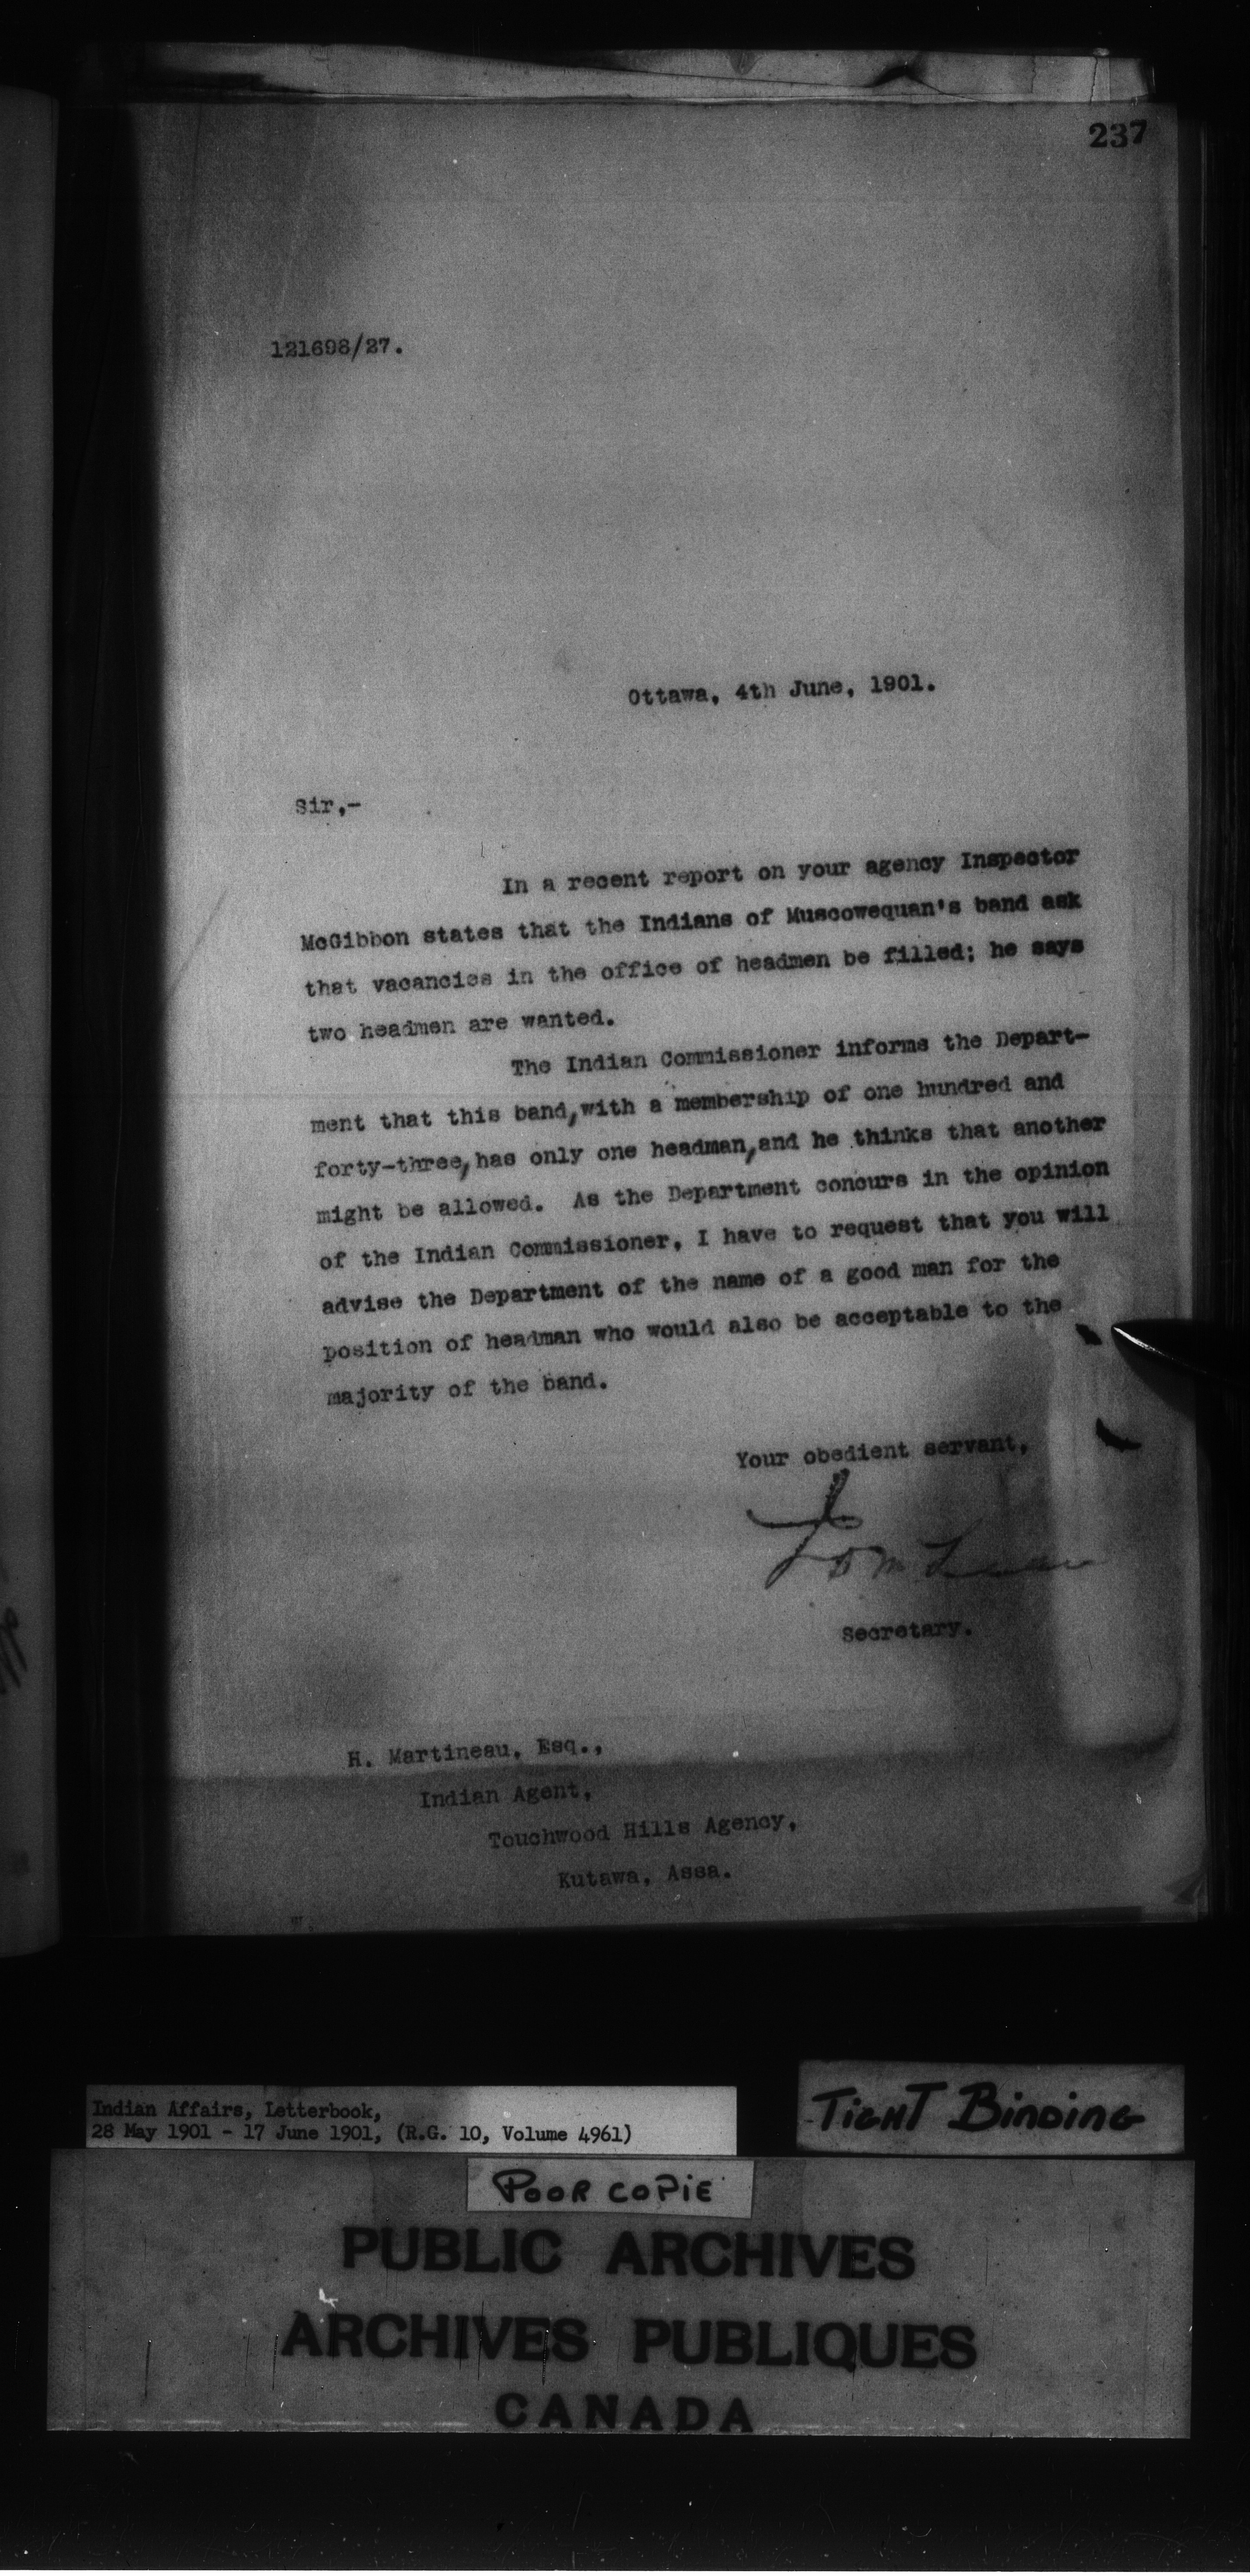 237
121698/27.
Ottawa, 4th June, 1901.
Sir,-
In a recent report on your agency Inspector
McGibbon states that the Indians of Muscowequan's band ask
that vacancies in the office of headmen be filled; he says
two headmen are wanted.
The Indian Commissioner informs the Depart-
ment that this band, with a membership of one hundred and
forty-three, has only one headman, and he thinks that another
might be allowed. As the Department concurs in the opinion
of the Indian Commissioner, I have to request that you will
advise the Department of the name of a good man for the
position of headman who would also be acceptable to the
majority of the band.
Your obedient servant,
Secretary.
H. Martineau, Esq.,
Indian Agent,
Touchwood Hills Agency,
Kutawa, Assa.
Indian Affairs, Letterbook,
28 May 1901 - 17 June 1901, (R.G. 10, Volume 4961)
TIGHT BINDING
POOR COPIE
PUBLIC ARCHIVES
ARCHIVES PUBLIQUES
CANADA